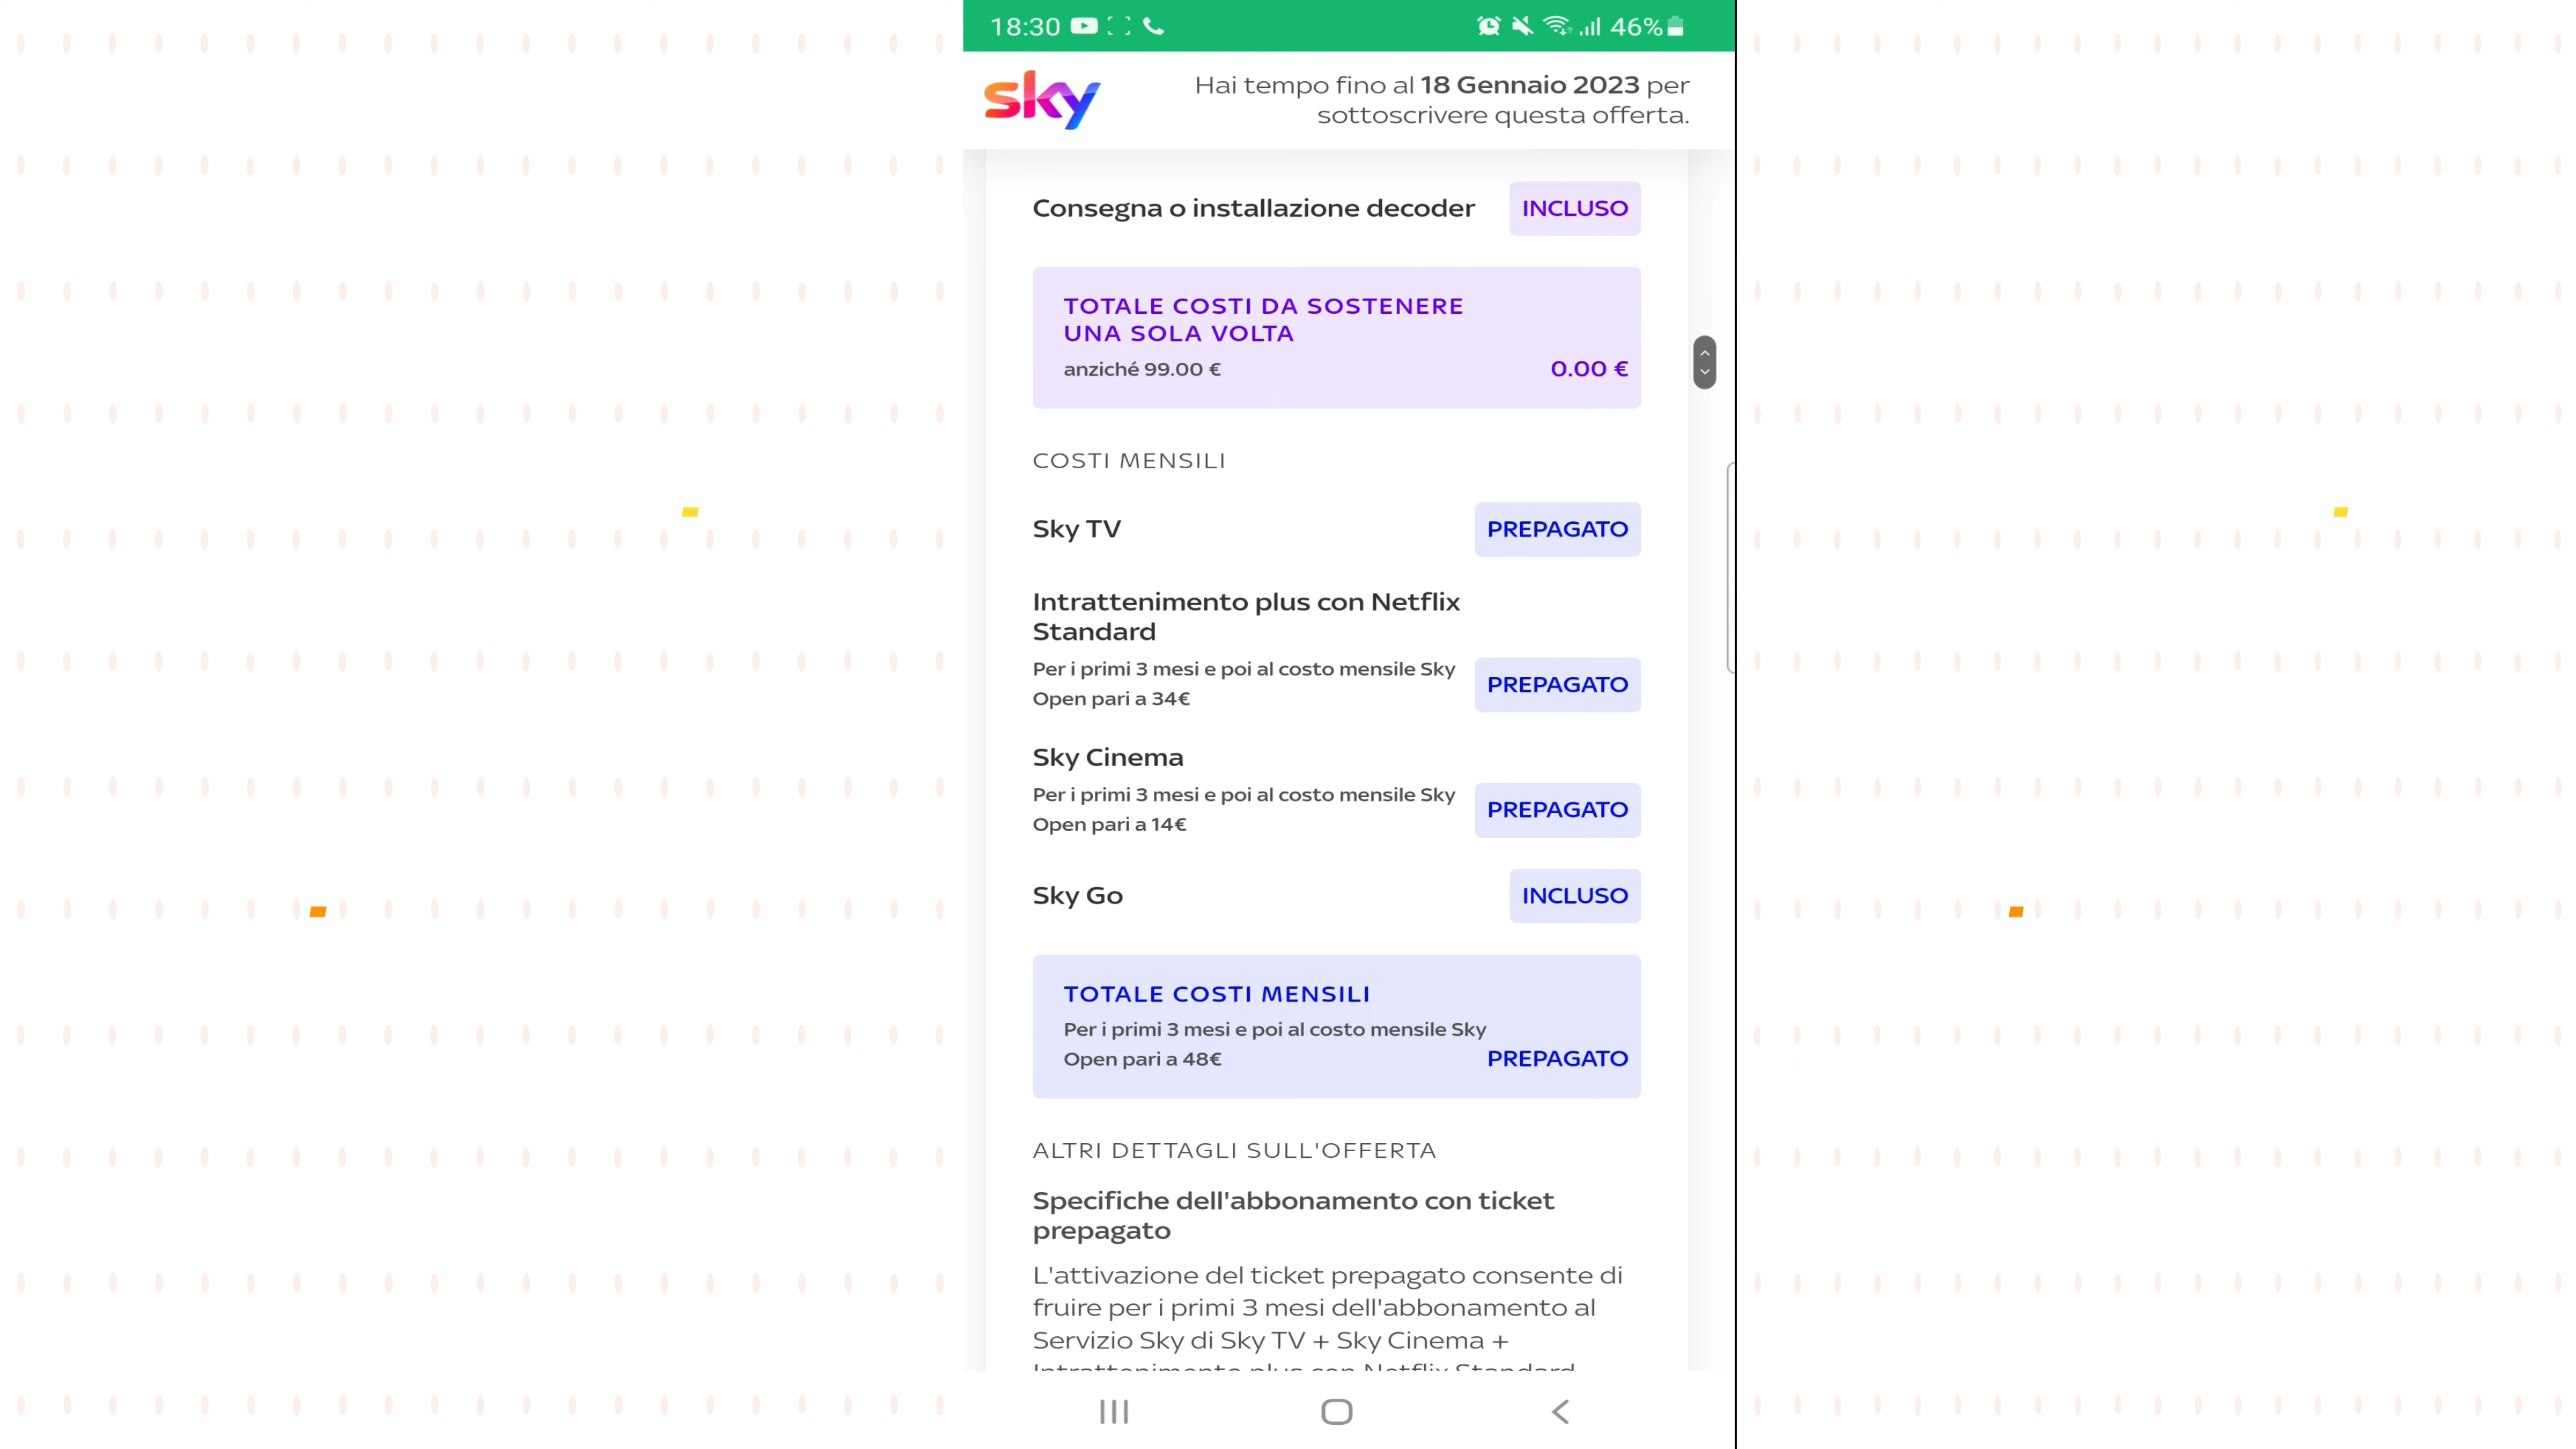 18:30
46%
sky
Hai tempo fino al 18 Gennaio 2023 per
sottoscrivere questa offerta.
Consegna o installazione decoder
INCLUSO
TOTALE COSTI DA SOSTENERE
UNA SOLA VOLTA
anziché 99.00 €
0.00 €
COSTI MENSILI
Sky TV
PREPAGATO
Intrattenimento plus con Netflix
Standard
Per i primi 3 mesi e poi al costo mensile Sky
Open pari a 34€
PREPAGATO
Sky Cinema
Per i primi 3 mesi e poi al costo mensile Sky
Open pari a 14€
PREPAGATO
Sky Go
INCLUSO
TOTALE COSTI MENSILI
Per i primi 3 mesi e poi al costo mensile Sky
Open pari a 48€
PREPAGATO
ALTRI DETTAGLI SULL'OFFERTA
Specifiche dell'abbonamento con ticket
prepagato
L'attivazione del ticket prepagato consente di
fruire per i primi 3 mesi dell'abbonamento al
Servizio Sky di Sky TV + Sky Cinema +
Intrattenimento plus con Netflix Standard